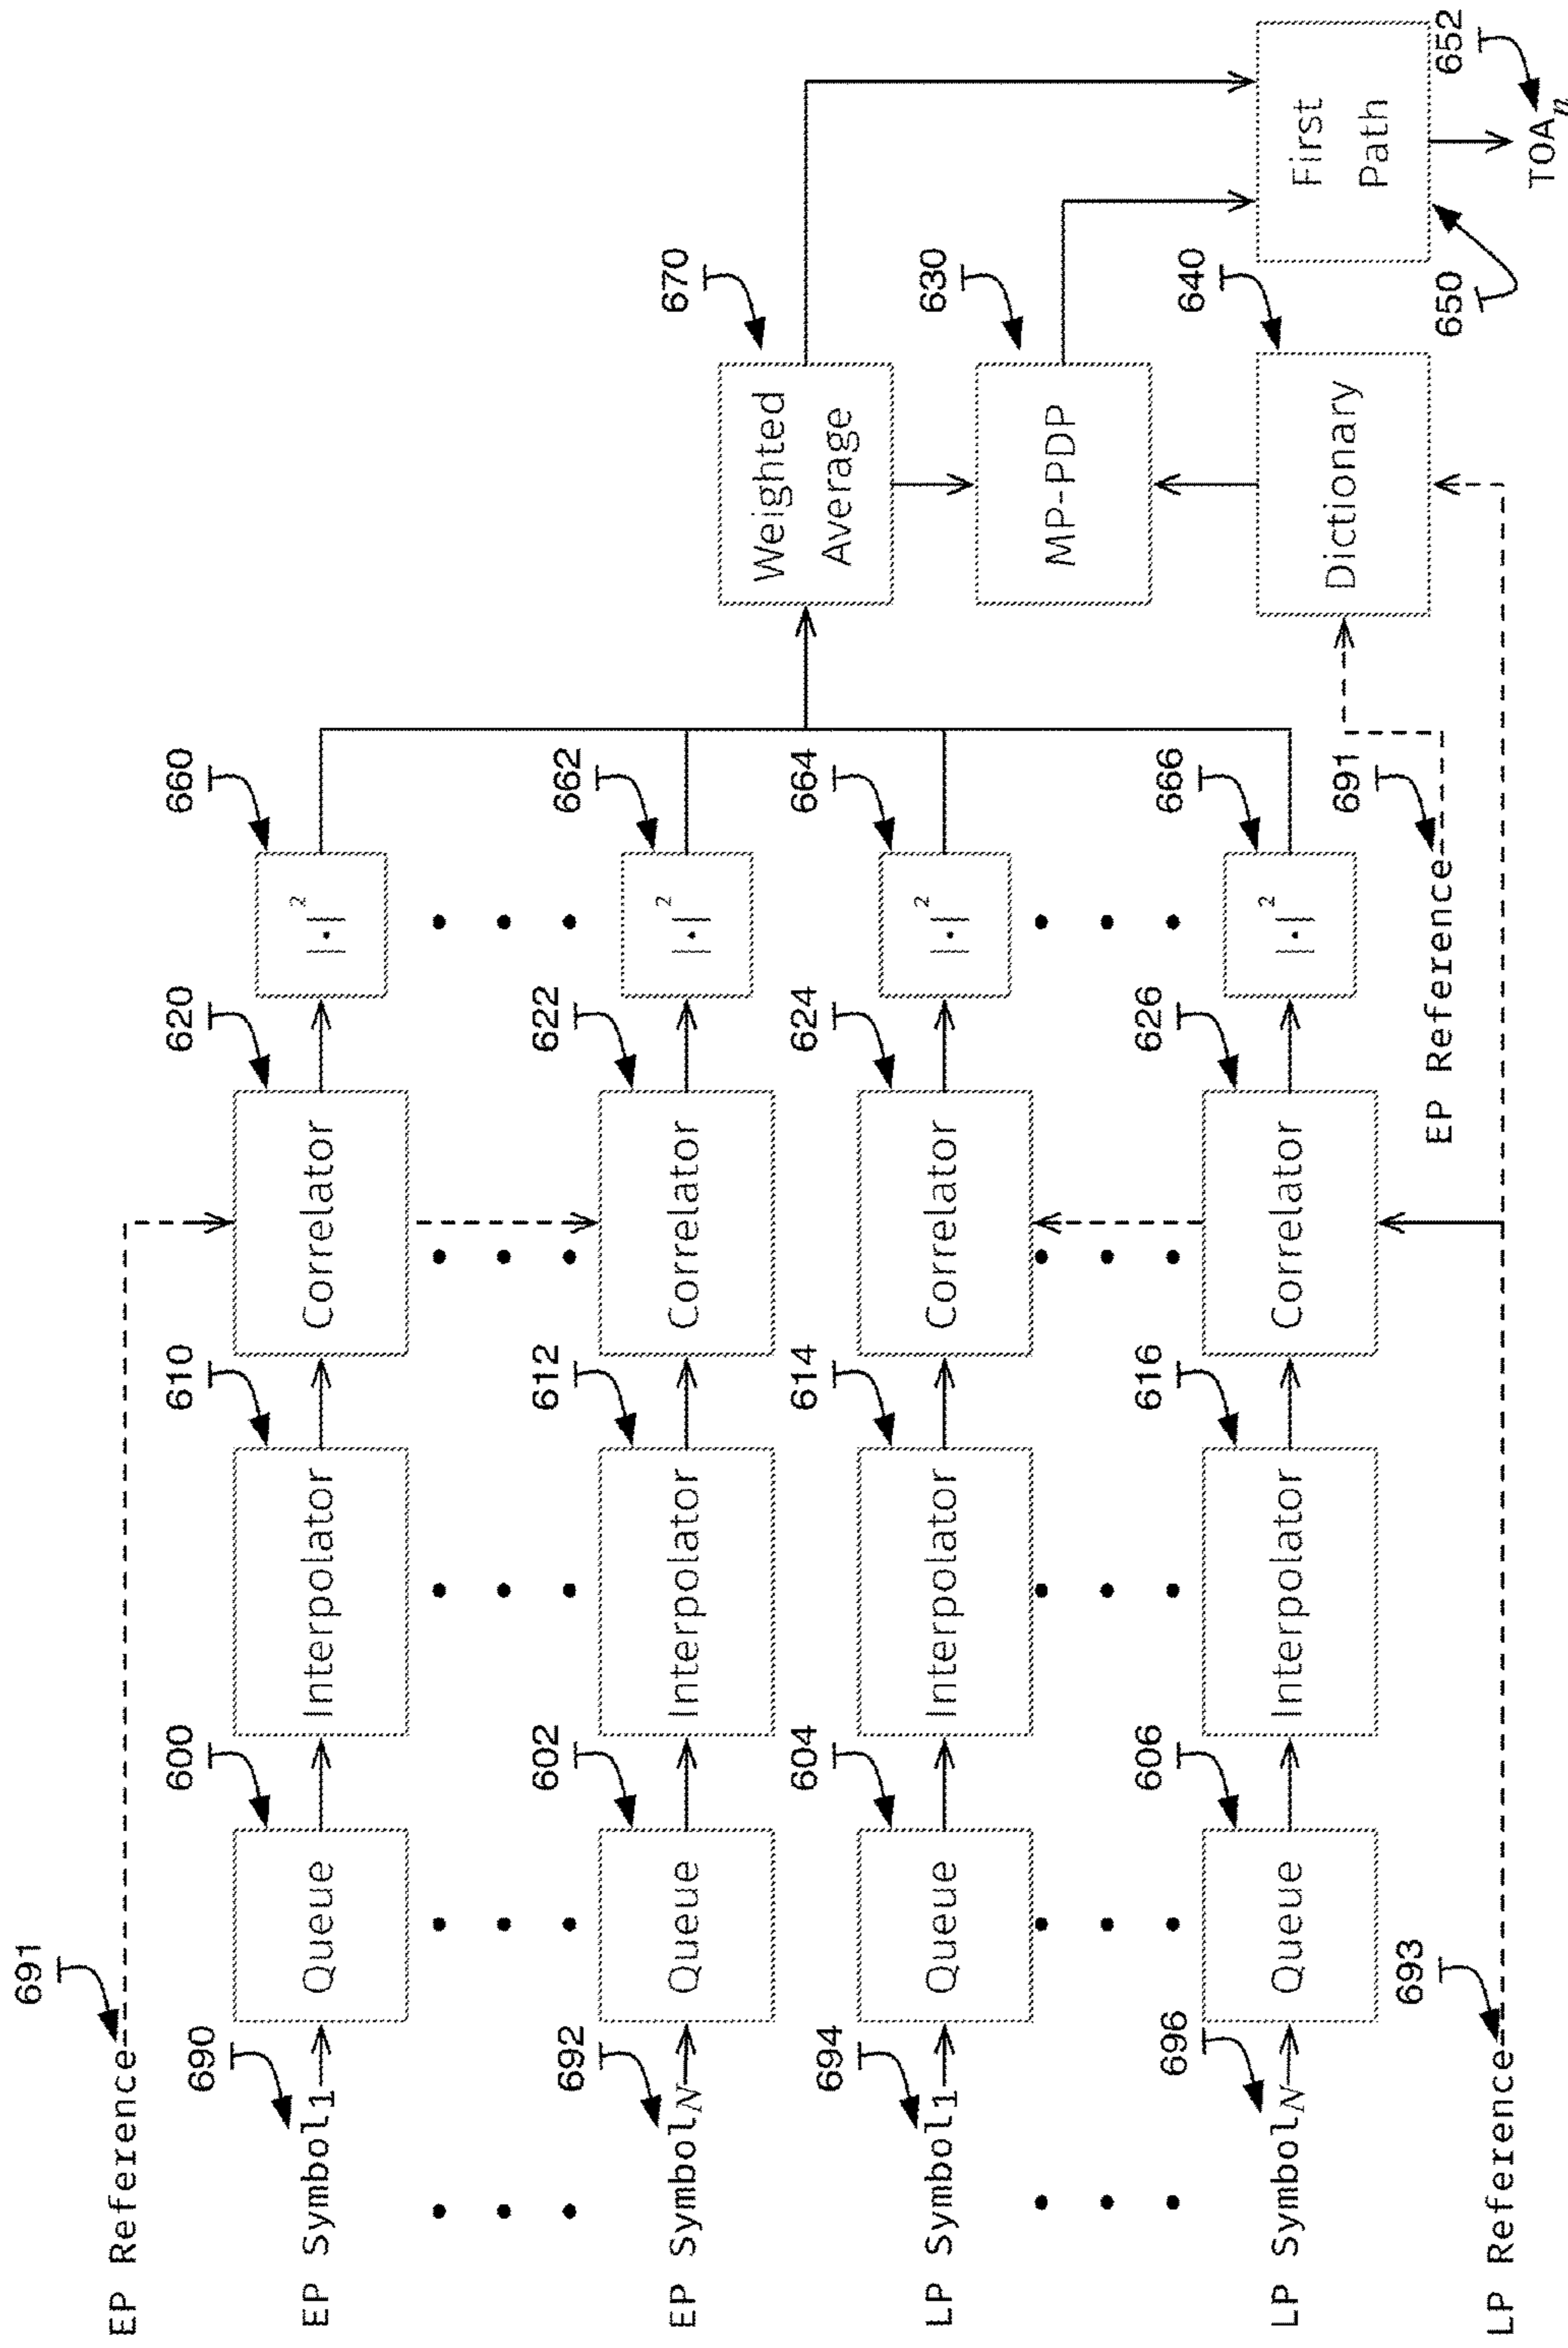 691
EP Reference
690
EP Symbol1
600
Queue
610
Interpolator
620
Correlator
660
|·|2
692
EP SymbolN
602
Queue
612
Interpolator
622
Correlator
662
|·|2
694
LP Symbol1
604
Queue
614
Interpolator
624
Correlator
664
|·|2
696
LP SymbolN
606
Queue
616
Interpolator
626
Correlator
666
|·|2
693
LP Reference
691
EP Reference
670
Weighted
Average
630
MP-PDP
640
Dictionary
650
First
Path
652
TOAn